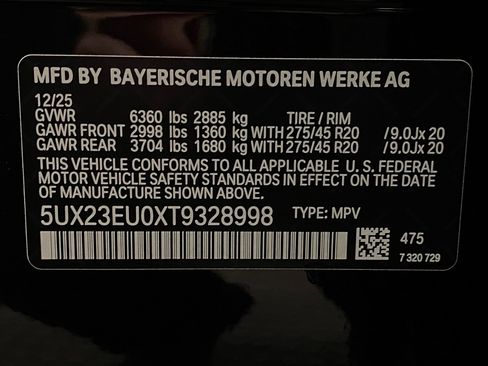 MFD BY BAYERISCHE MOTOREN WERKE AG
12/25
GVWR 6360 lbs 2885 kg TIRE / RIM
GAWR FRONT 2998 lbs 1360 kg WITH 275/45 R20 / 9.0Jx 20
GAWR REAR 3704 lbs 1680 kg WITH 275/45 R20 / 9.0Jx 20
THIS VEHICLE CONFORMS TO ALL APPLICABLE U. S. FEDERAL
MOTOR VEHICLE SAFETY STANDARDS IN EFFECT ON THE
DATE OF MANUFACTURE SHOWN ABOVE.
5UX23EU0XT9328998 TYPE: MPV
475
7 320 729